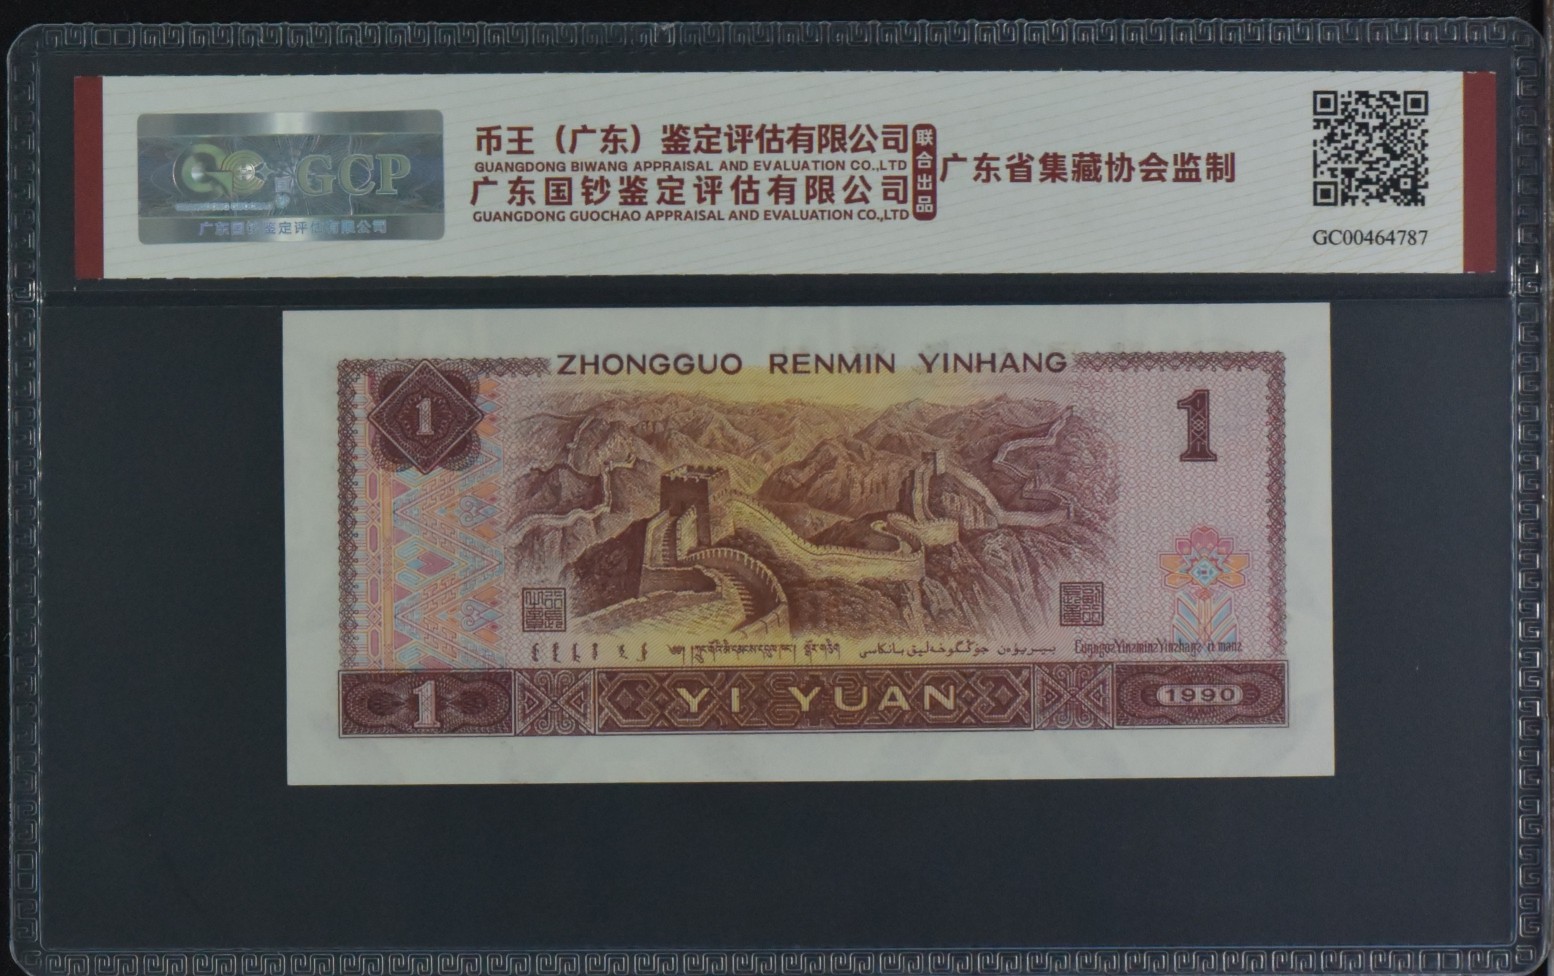 GCP
广东国钞鉴定评估有限公司
币王（广东）鉴定评估有限公司
GUANGDONG BIWANG APPRAISAL AND EVALUATION CO.,LTD
广东国钞鉴定评估有限公司
GUANGDONG GUOCHAO APPRAISAL AND EVALUATION CO.,LTD
联合出品
广东省集藏协会监制
GC00464787
ZHONGGUO RENMIN YINHANG
1
1
1
YI YUAN
1990